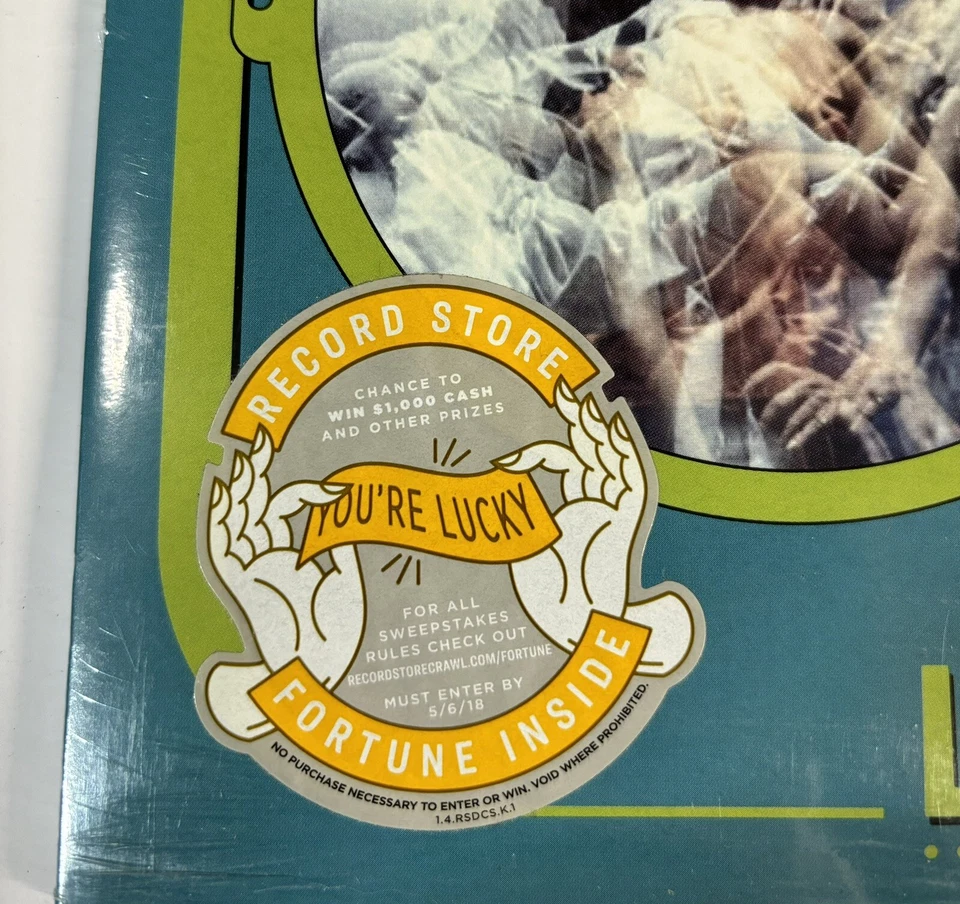 RECORD STORE
CHANCE TO
WIN $1,000 CASH
AND OTHER PRIZES
YOU'RE LUCKY
FOR ALL
SWEEPSTAKES
RULES CHECK OUT
RECORDSTORECRAWL.COM/FORTUNE
MUST ENTER BY
5/6/18
FORTUNE INSIDE
NO PURCHASE NECESSARY TO ENTER OR WIN. VOID WHERE PROHIBITED.
1.4.RSDCS.K.1